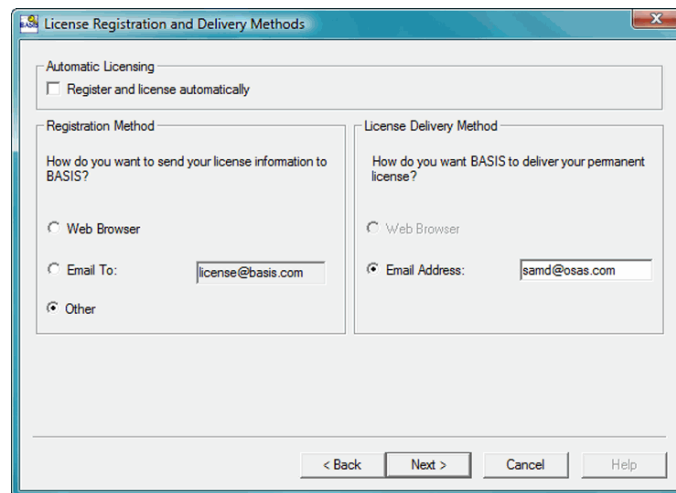 License Registration and Delivery Methods
Automatic Licensing
Register and license automatically
Registration Method
How do you want to send your license information to
BASIS?
Web Browser
Email To:
license@basis.com
Other
License Delivery Method
How do you want BASIS to deliver your permanent
license?
Web Browser
Email Address:
samd@osas.com
< Back
Next >
Cancel
Help